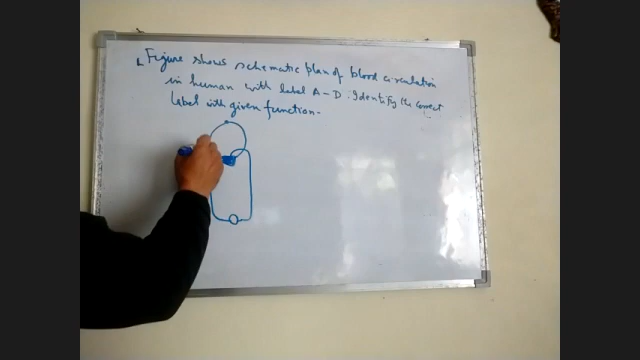 1. Figure shows schematic plan of blood circulation
in human with label A-D. Identify the correct
label with given function.